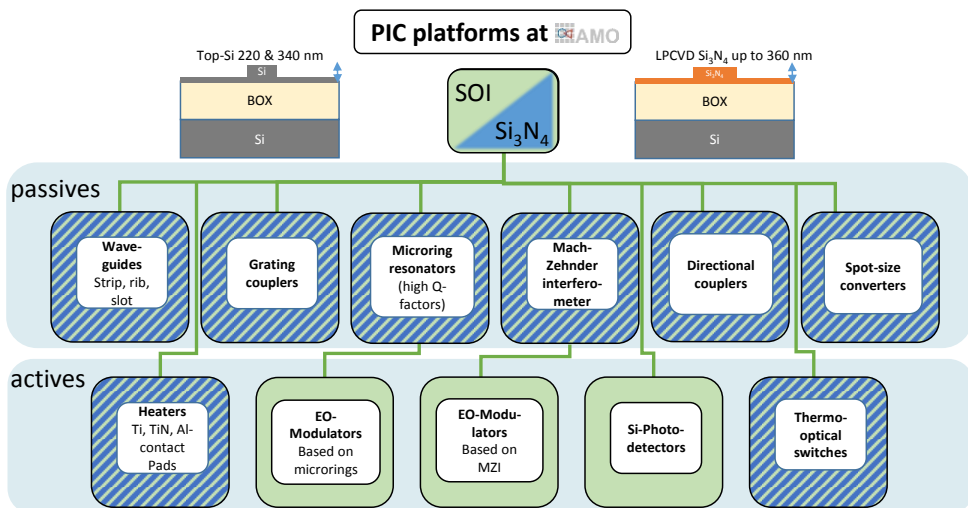 PIC platforms at AMO
Top-Si 220 & 340 nm
Si
BOX
Si
SOI
Si₃N₄
LPCVD Si₃N₄ up to 360 nm
Si₃N₄
BOX
Si
passives
Wave-
guides
Strip, rib,
slot
Grating
couplers
Microring
resonators
(high Q-
factors)
Mach-
Zehnder
interfero-
meter
Directional
couplers
Spot-size
converters
actives
Heaters
Ti, TiN, Al-
contact
Pads
EO-
Modulators
Based on
microrings
EO-Modu-
lators
Based on
MZI
Si-Photo-
detectors
Thermo-
optical
switches